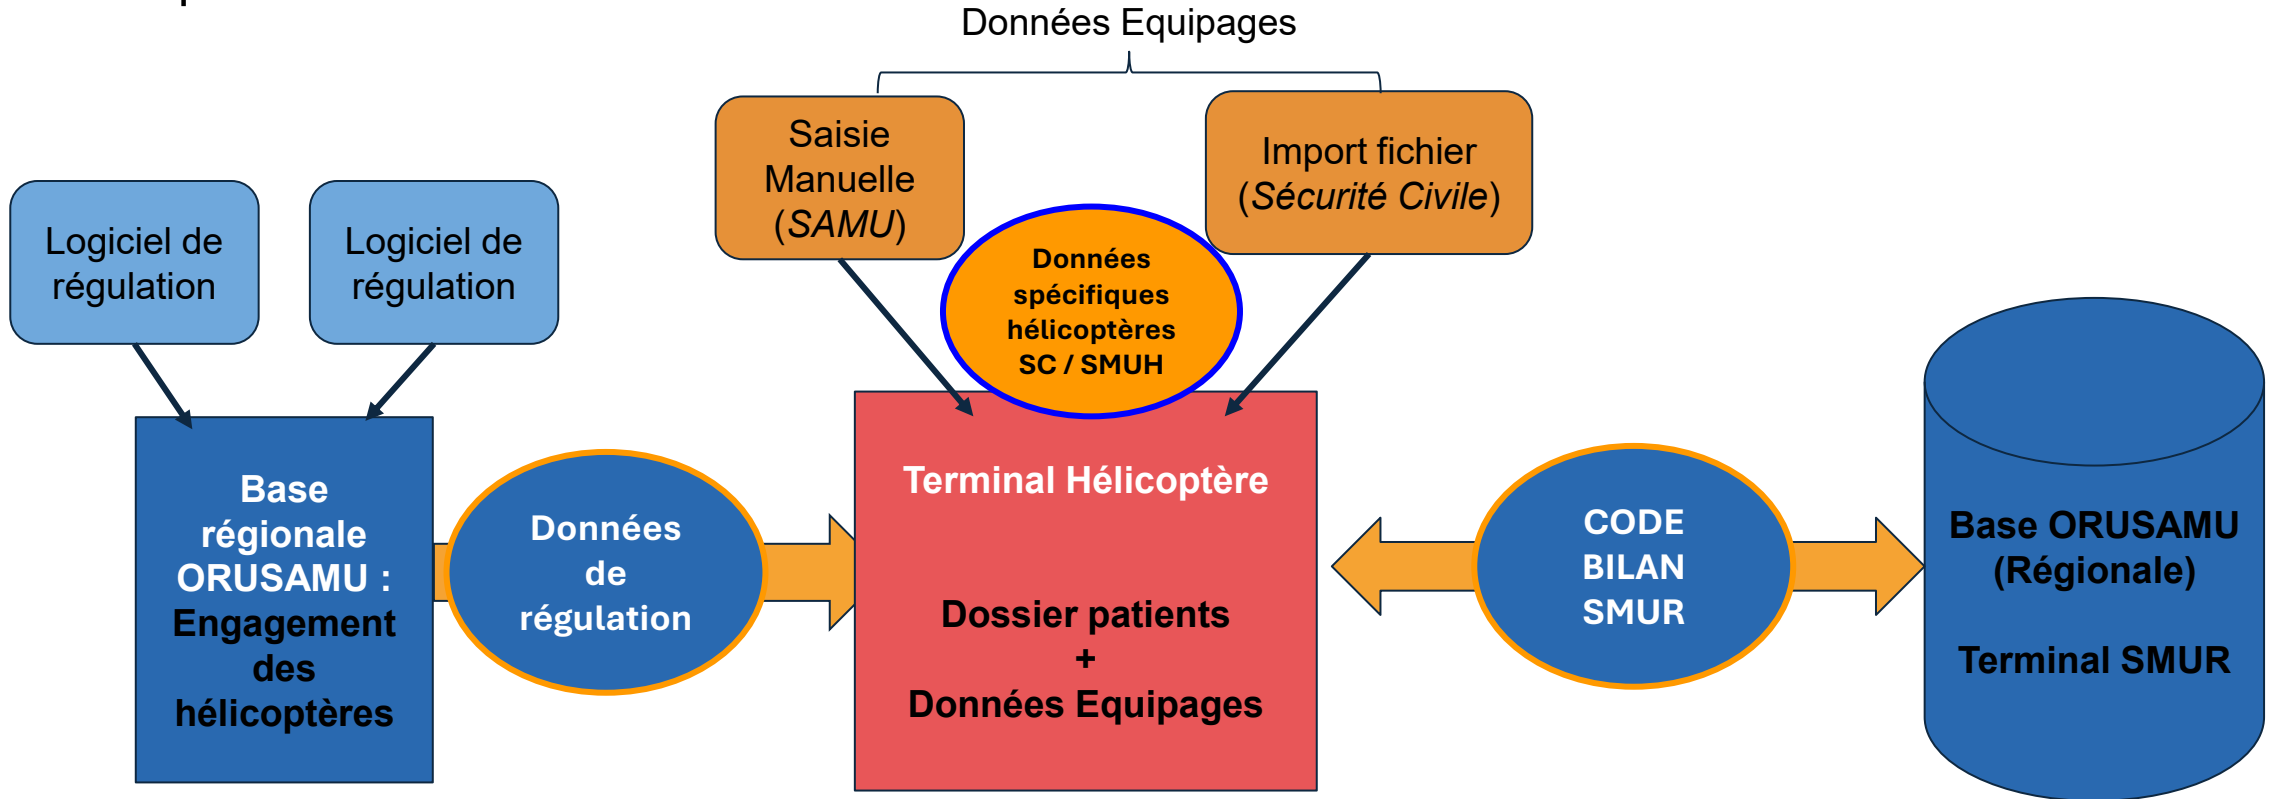 Données Equipages
Saisie
Manuelle
(SAMU)
Import fichier
(Sécurité Civile)
Logiciel de
régulation
Logiciel de
régulation
Données
spécifiques
hélicoptères
SC / SMUH
Base
régionale
ORUSAMU :
Engagement
des
hélicoptères
Données
de
régulation
Terminal Hélicoptère
Dossier patients
+
Données Equipages
CODE
BILAN
SMUR
Base ORUSAMU
(Régionale)
Terminal SMUR